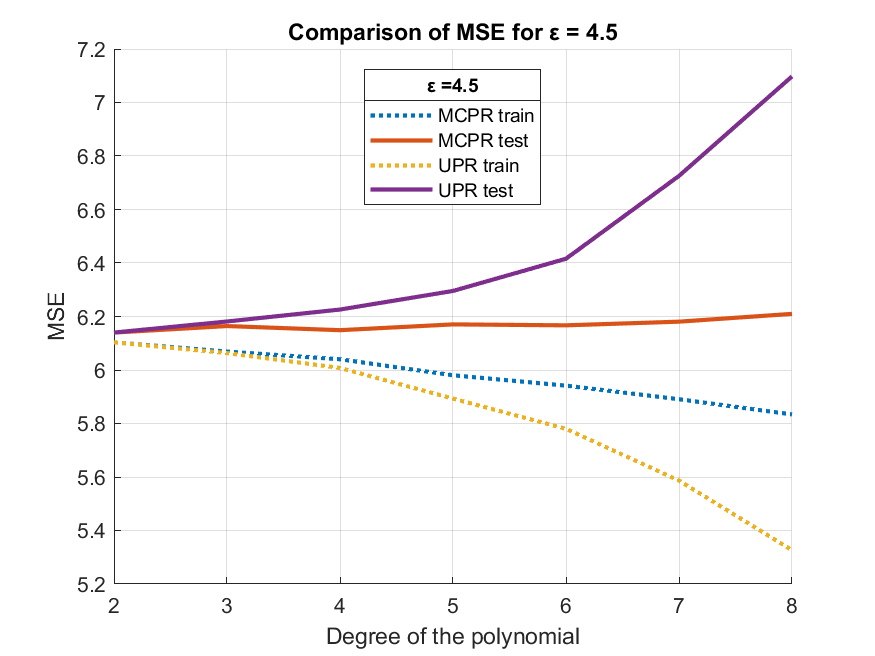 Comparison of MSE for ε = 4.5
7.2
7
6.8
6.6
6.4
6.2
6
5.8
5.6
5.4
5.2
MSE
ε =4.5
MCPR train
MCPR test
UPR train
UPR test
2 3 4 5 6 7 8
Degree of the polynomial